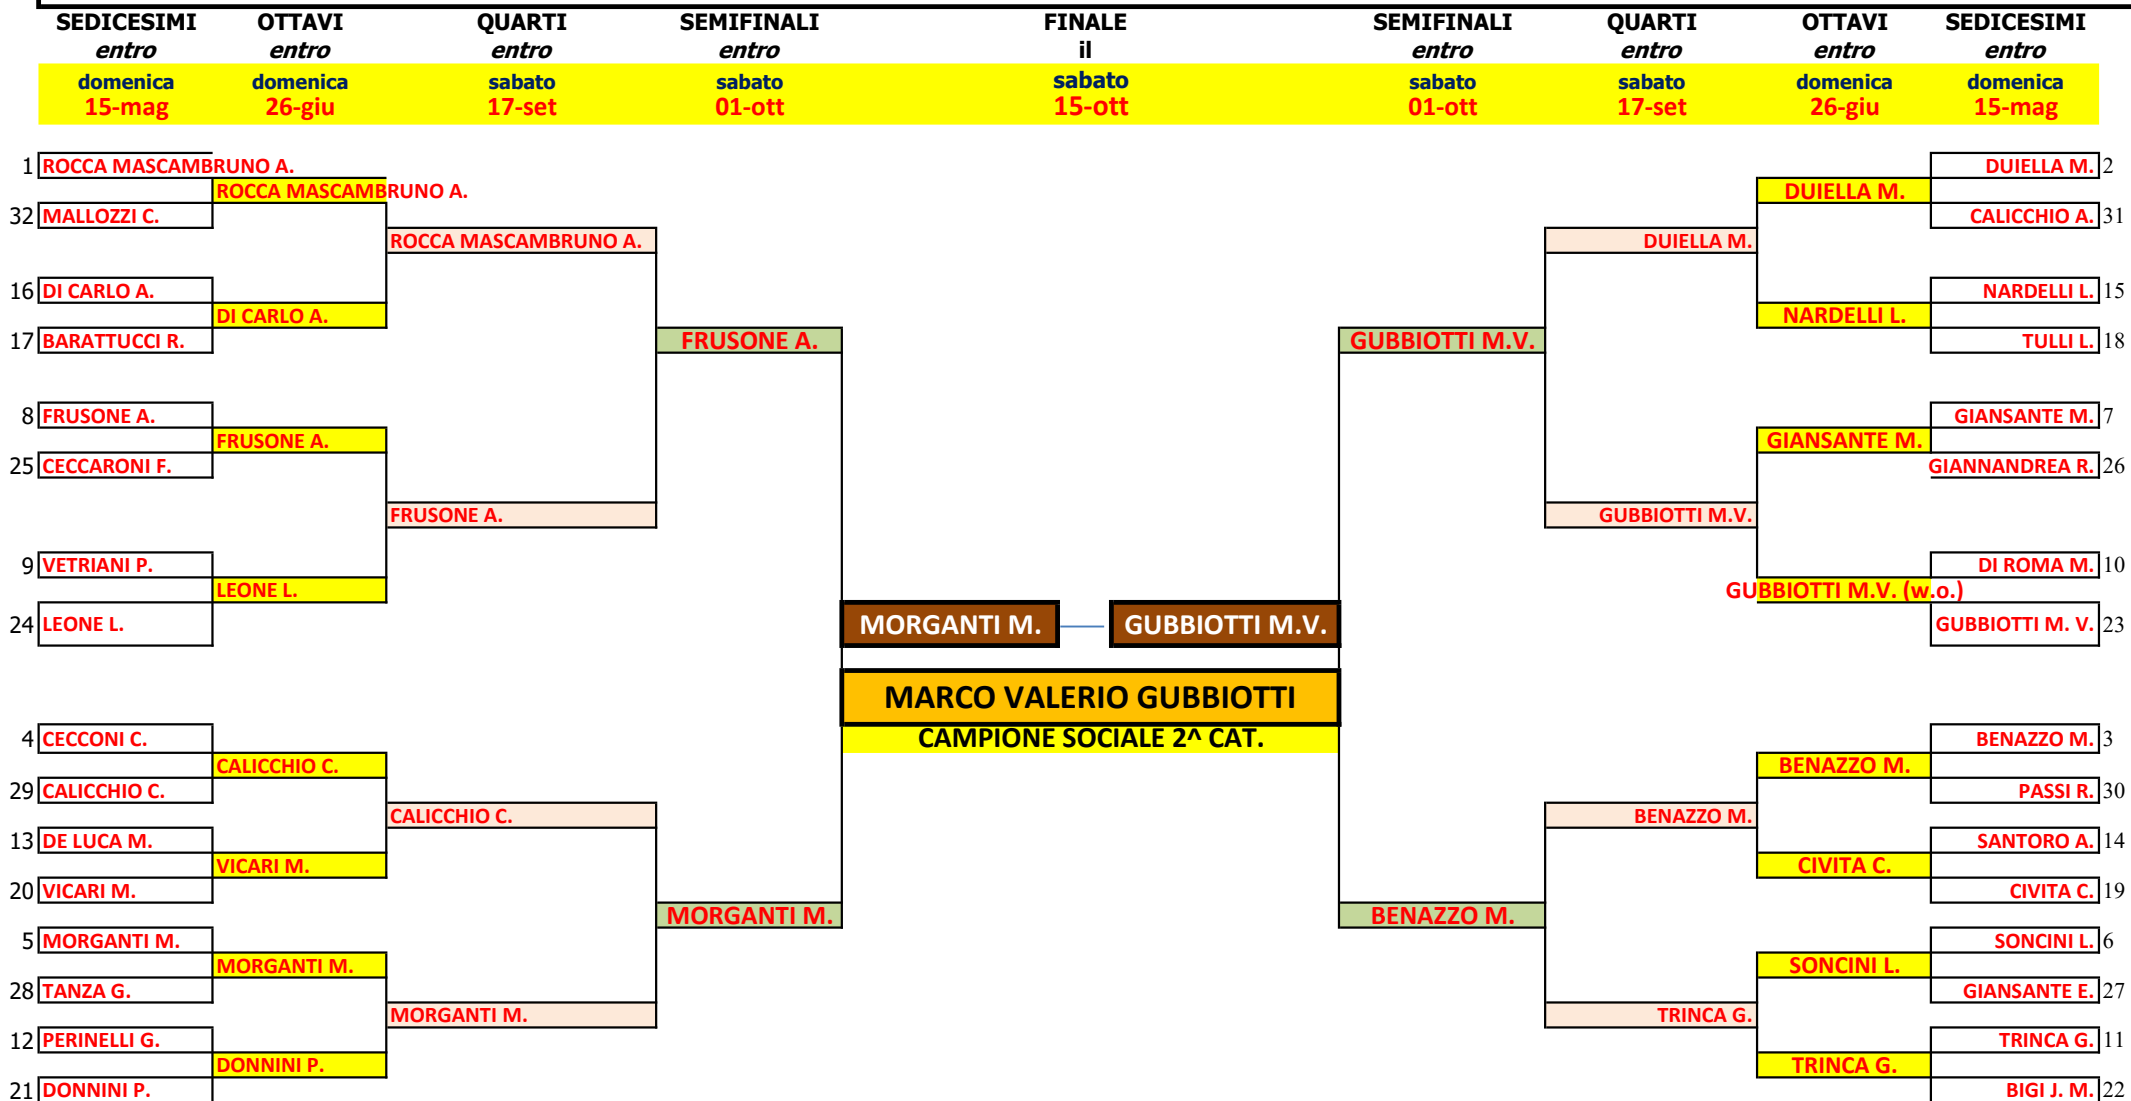 SEDICESIMI OTTAVI QUARTI SEMIFINALI FINALE SEMIFINALI QUARTI OTTAVI SEDICESIMI
entro entro entro entro il entro entro entro entro
domenica domenica sabato sabato sabato sabato sabato domenica domenica
15-mag 26-giu 17-set 01-ott 15-ott 01-ott 17-set 26-giu 15-mag
1 ROCCA MASCAMBRUNO A. DUIELLA M. 2
ROCCA MASCAMBRUNO A. DUIELLA M.
32 MALLOZZI C. CALICCHIO A. 31
ROCCA MASCAMBRUNO A. DUIELLA M.
16 DI CARLO A. NARDELLI L. 15
DI CARLO A. NARDELLI L.
17 BARATTUCCI R. FRUSONE A. GUBBIOTTI M.V. TULLI L. 18
8 FRUSONE A. GIANSANTE M. 7
FRUSONE A. GIANSANTE M.
25 CECCARONI F. GIANNANDREA R. 26
FRUSONE A. GUBBIOTTI M.V.
9 VETRIANI P. DI ROMA M. 10
LEONE L. GUBBIOTTI M.V. (w.o.)
24 LEONE L. MORGANTI M. GUBBIOTTI M.V. GUBBIOTTI M. V. 23
MARCO VALERIO GUBBIOTTI
4 CECCONI C. CAMPIONE SOCIALE 2^ CAT. BENAZZO M. 3
CALICCHIO C. BENAZZO M.
29 CALICCHIO C. PASSI R. 30
CALICCHIO C. BENAZZO M.
13 DE LUCA M. SANTORO A. 14
VICARI M. CIVITA C.
20 VICARI M. CIVITA C. 19
MORGANTI M. BENAZZO M.
5 MORGANTI M. SONCINI L. 6
MORGANTI M. SONCINI L.
28 TANZA G. GIANSANTE E. 27
MORGANTI M. TRINCA G.
12 PERINELLI G. TRINCA G. 11
DONNINI P. TRINCA G.
21 DONNINI P. BIGI J. M. 22